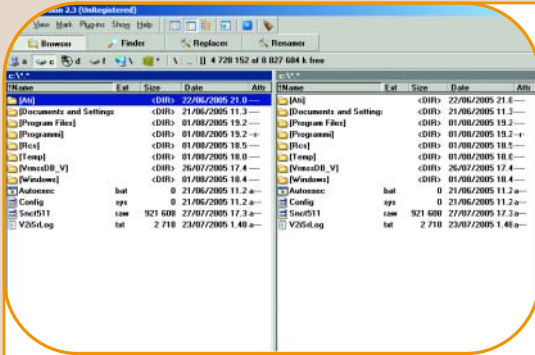 sion 2.3 (UnRegistered)
View Mark Plugins Show Help
Browser Finder Replacer Renamer
a c d f \ .. [] 4 728 152 of 8 827 684 k free
c:\*.* c:\*.*
↑Name Ext Size Date Attr ↑Name Ext Size Date Attr
[Ati] <DIR> 22/06/2005 21.0 ---- [Ati] <DIR> 22/06/2005 21.0 ----
[Documents and Settings <DIR> 21/06/2005 11.3 ---- [Documents and Settings <DIR> 21/06/2005 11.3 ----
[Program Files] <DIR> 01/08/2005 19.2 ---- [Program Files] <DIR> 01/08/2005 19.2 ----
[Programmi] <DIR> 01/08/2005 19.2 --r- [Programmi] <DIR> 01/08/2005 19.2 --r-
[Rcs] <DIR> 01/08/2005 18.5 ---- [Rcs] <DIR> 01/08/2005 18.5 ----
[Temp] <DIR> 01/08/2005 18.0 ---- [Temp] <DIR> 01/08/2005 18.0 ----
[VmssDB_V] <DIR> 26/07/2005 17.4 ---- [VmssDB_V] <DIR> 26/07/2005 17.4 ----
[Windows] <DIR> 01/08/2005 18.4 ---- [Windows] <DIR> 01/08/2005 18.4 ----
Autoexec bat 0 21/06/2005 11.2 a--- Autoexec bat 0 21/06/2005 11.2 a---
Config sys 0 21/06/2005 11.2 a--- Config sys 0 21/06/2005 11.2 a---
Snct511 raw 921 608 27/07/2005 17.3 a--- Snct511 raw 921 608 27/07/2005 17.3 a---
V2iSrLog txt 2 710 23/07/2005 1.48 a--- V2iSrLog txt 2 710 23/07/2005 1.48 a---